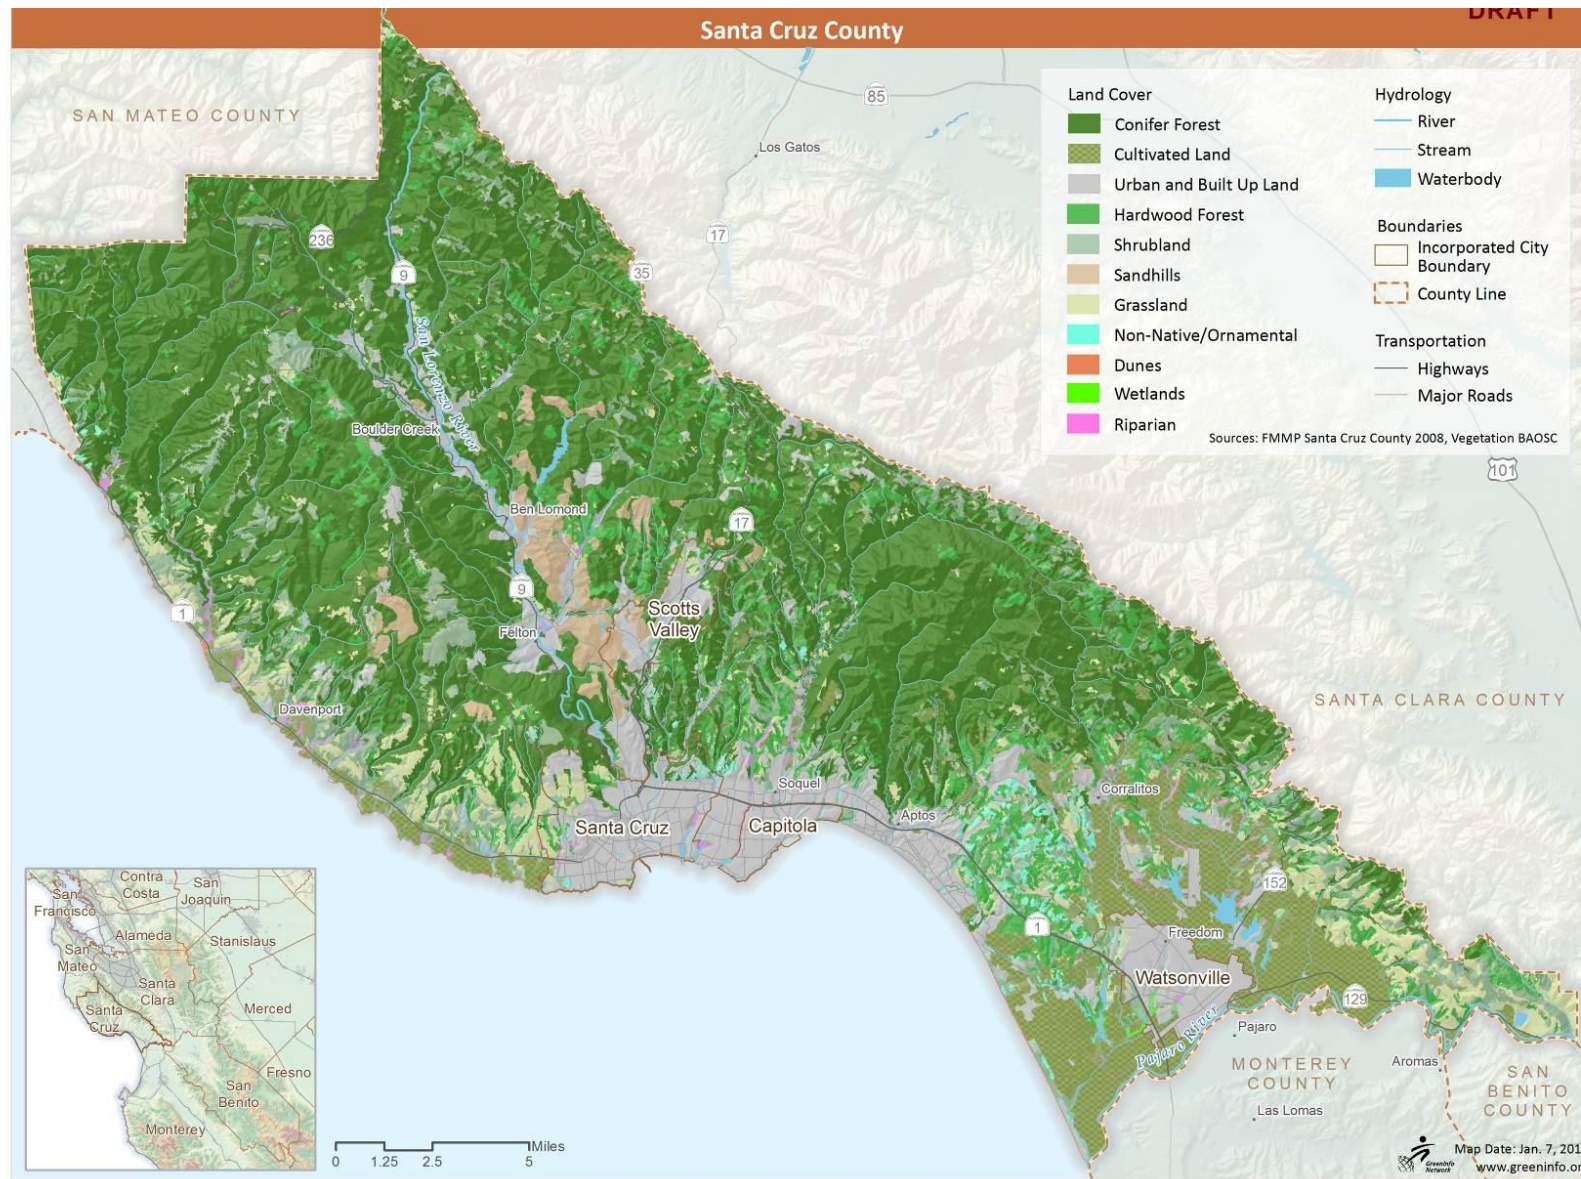 DRAFT
Santa Cruz County
SAN MATEO COUNTY
85
Los Gatos
17
236
9
35
San Lorenzo River
Boulder Creek
Ben Lomond
17
9
1
Scotts
Valley
Felton
Davenport
101
SANTA CLARA COUNTY
Soquel
Corralitos
Aptos
Santa Cruz
Capitola
152
1
Freedom
Watsonville
129
Pajaro River
Pajaro
Aromas
MONTEREY
COUNTY
SAN
BENITO
COUNTY
Las Lomas
Land Cover
Conifer Forest
Cultivated Land
Urban and Built Up Land
Hardwood Forest
Shrubland
Sandhills
Grassland
Non-Native/Ornamental
Dunes
Wetlands
Riparian
Hydrology
River
Stream
Waterbody
Boundaries
Incorporated City
Boundary
County Line
Transportation
Highways
Major Roads
Sources: FMMP Santa Cruz County 2008, Vegetation BAOSC
Contra
Costa
San
Joaquin
San
Francisco
Alameda
Stanislaus
San
Mateo
Santa
Clara
Santa
Cruz
Merced
Fresno
San
Benito
Monterey
Miles
0 1.25 2.5 5
GreenInfo
Network
Map Date: Jan. 7, 201
www.greeninfo.or